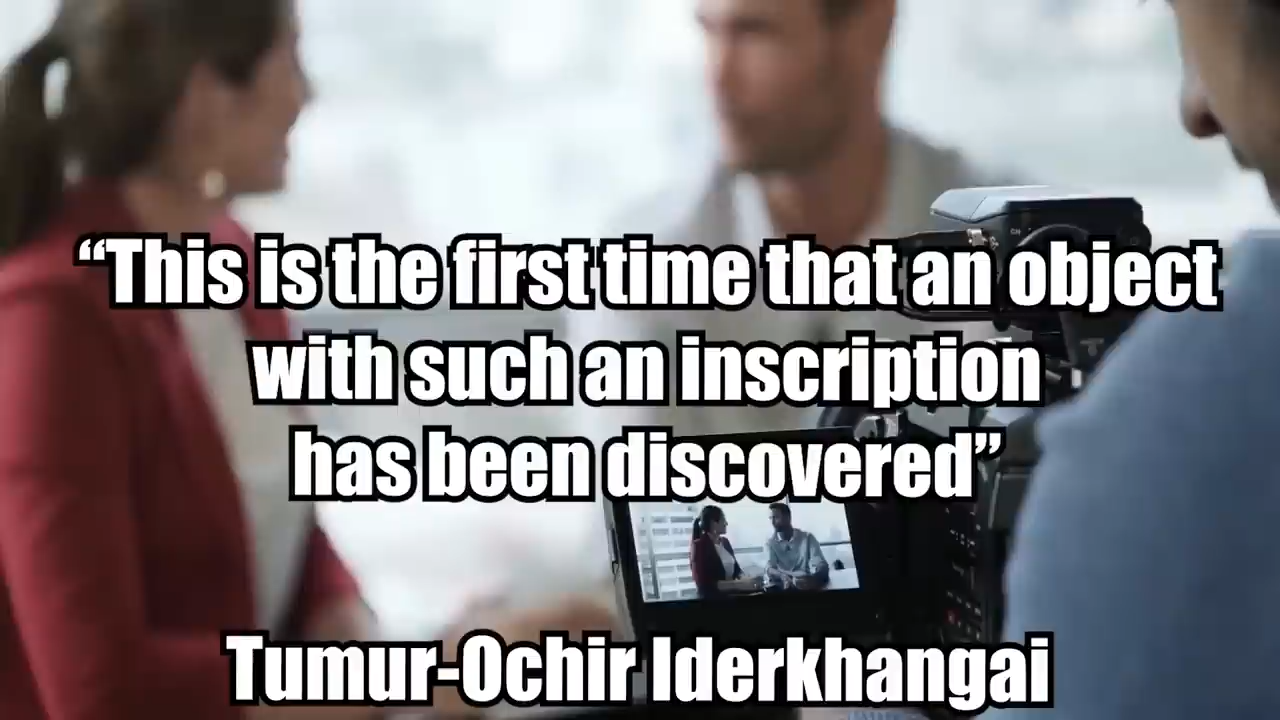 “This is the first time that an object
with such an inscription
has been discovered”
Tumur-Ochir Iderkhangai